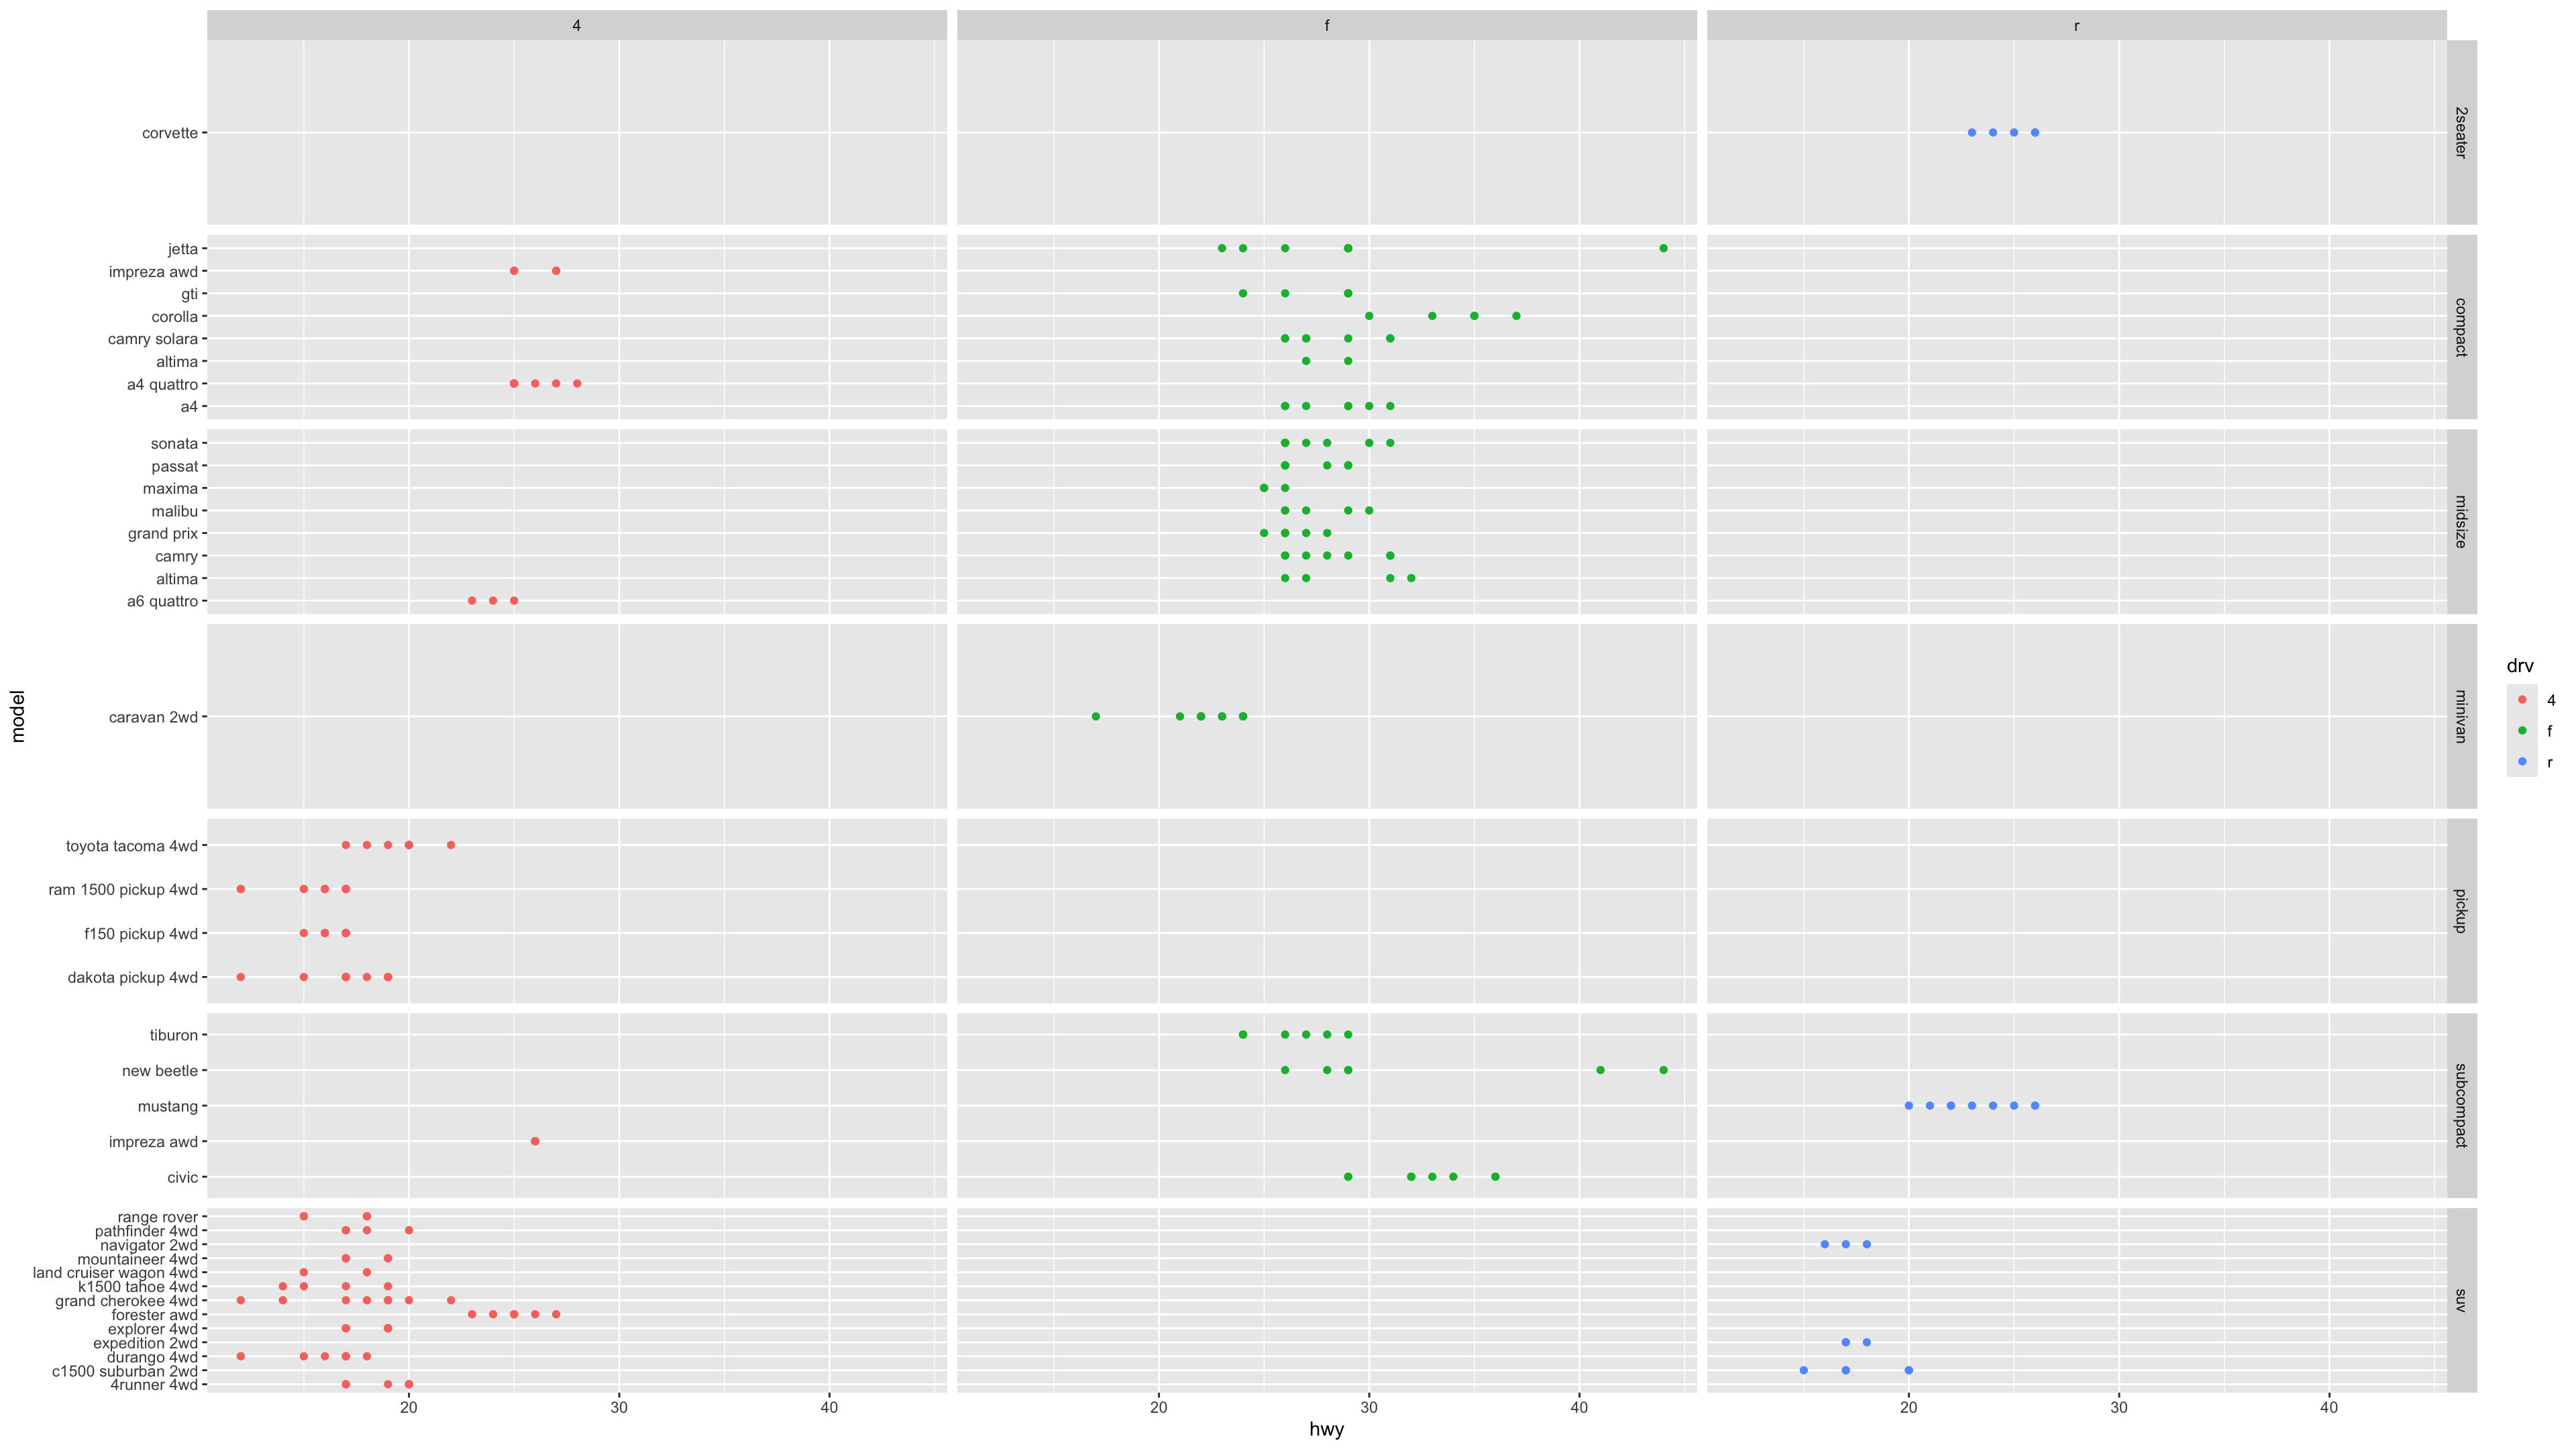 4 f r
corvette
2seater
jetta
impreza awd
gti
corolla
camry solara
altima
a4 quattro
a4
compact
sonata
passat
maxima
malibu
grand prix
camry
altima
a6 quattro
midsize
caravan 2wd
minivan
toyota tacoma 4wd
ram 1500 pickup 4wd
f150 pickup 4wd
dakota pickup 4wd
pickup
tiburon
new beetle
mustang
impreza awd
civic
subcompact
range rover
pathfinder 4wd
navigator 2wd
mountaineer 4wd
land cruiser wagon 4wd
k1500 tahoe 4wd
grand cherokee 4wd
forester awd
explorer 4wd
expedition 2wd
durango 4wd
c1500 suburban 2wd
4runner 4wd
suv
20 30 40 20 30 40 20 30 40
hwy
model
drv
4
f
r